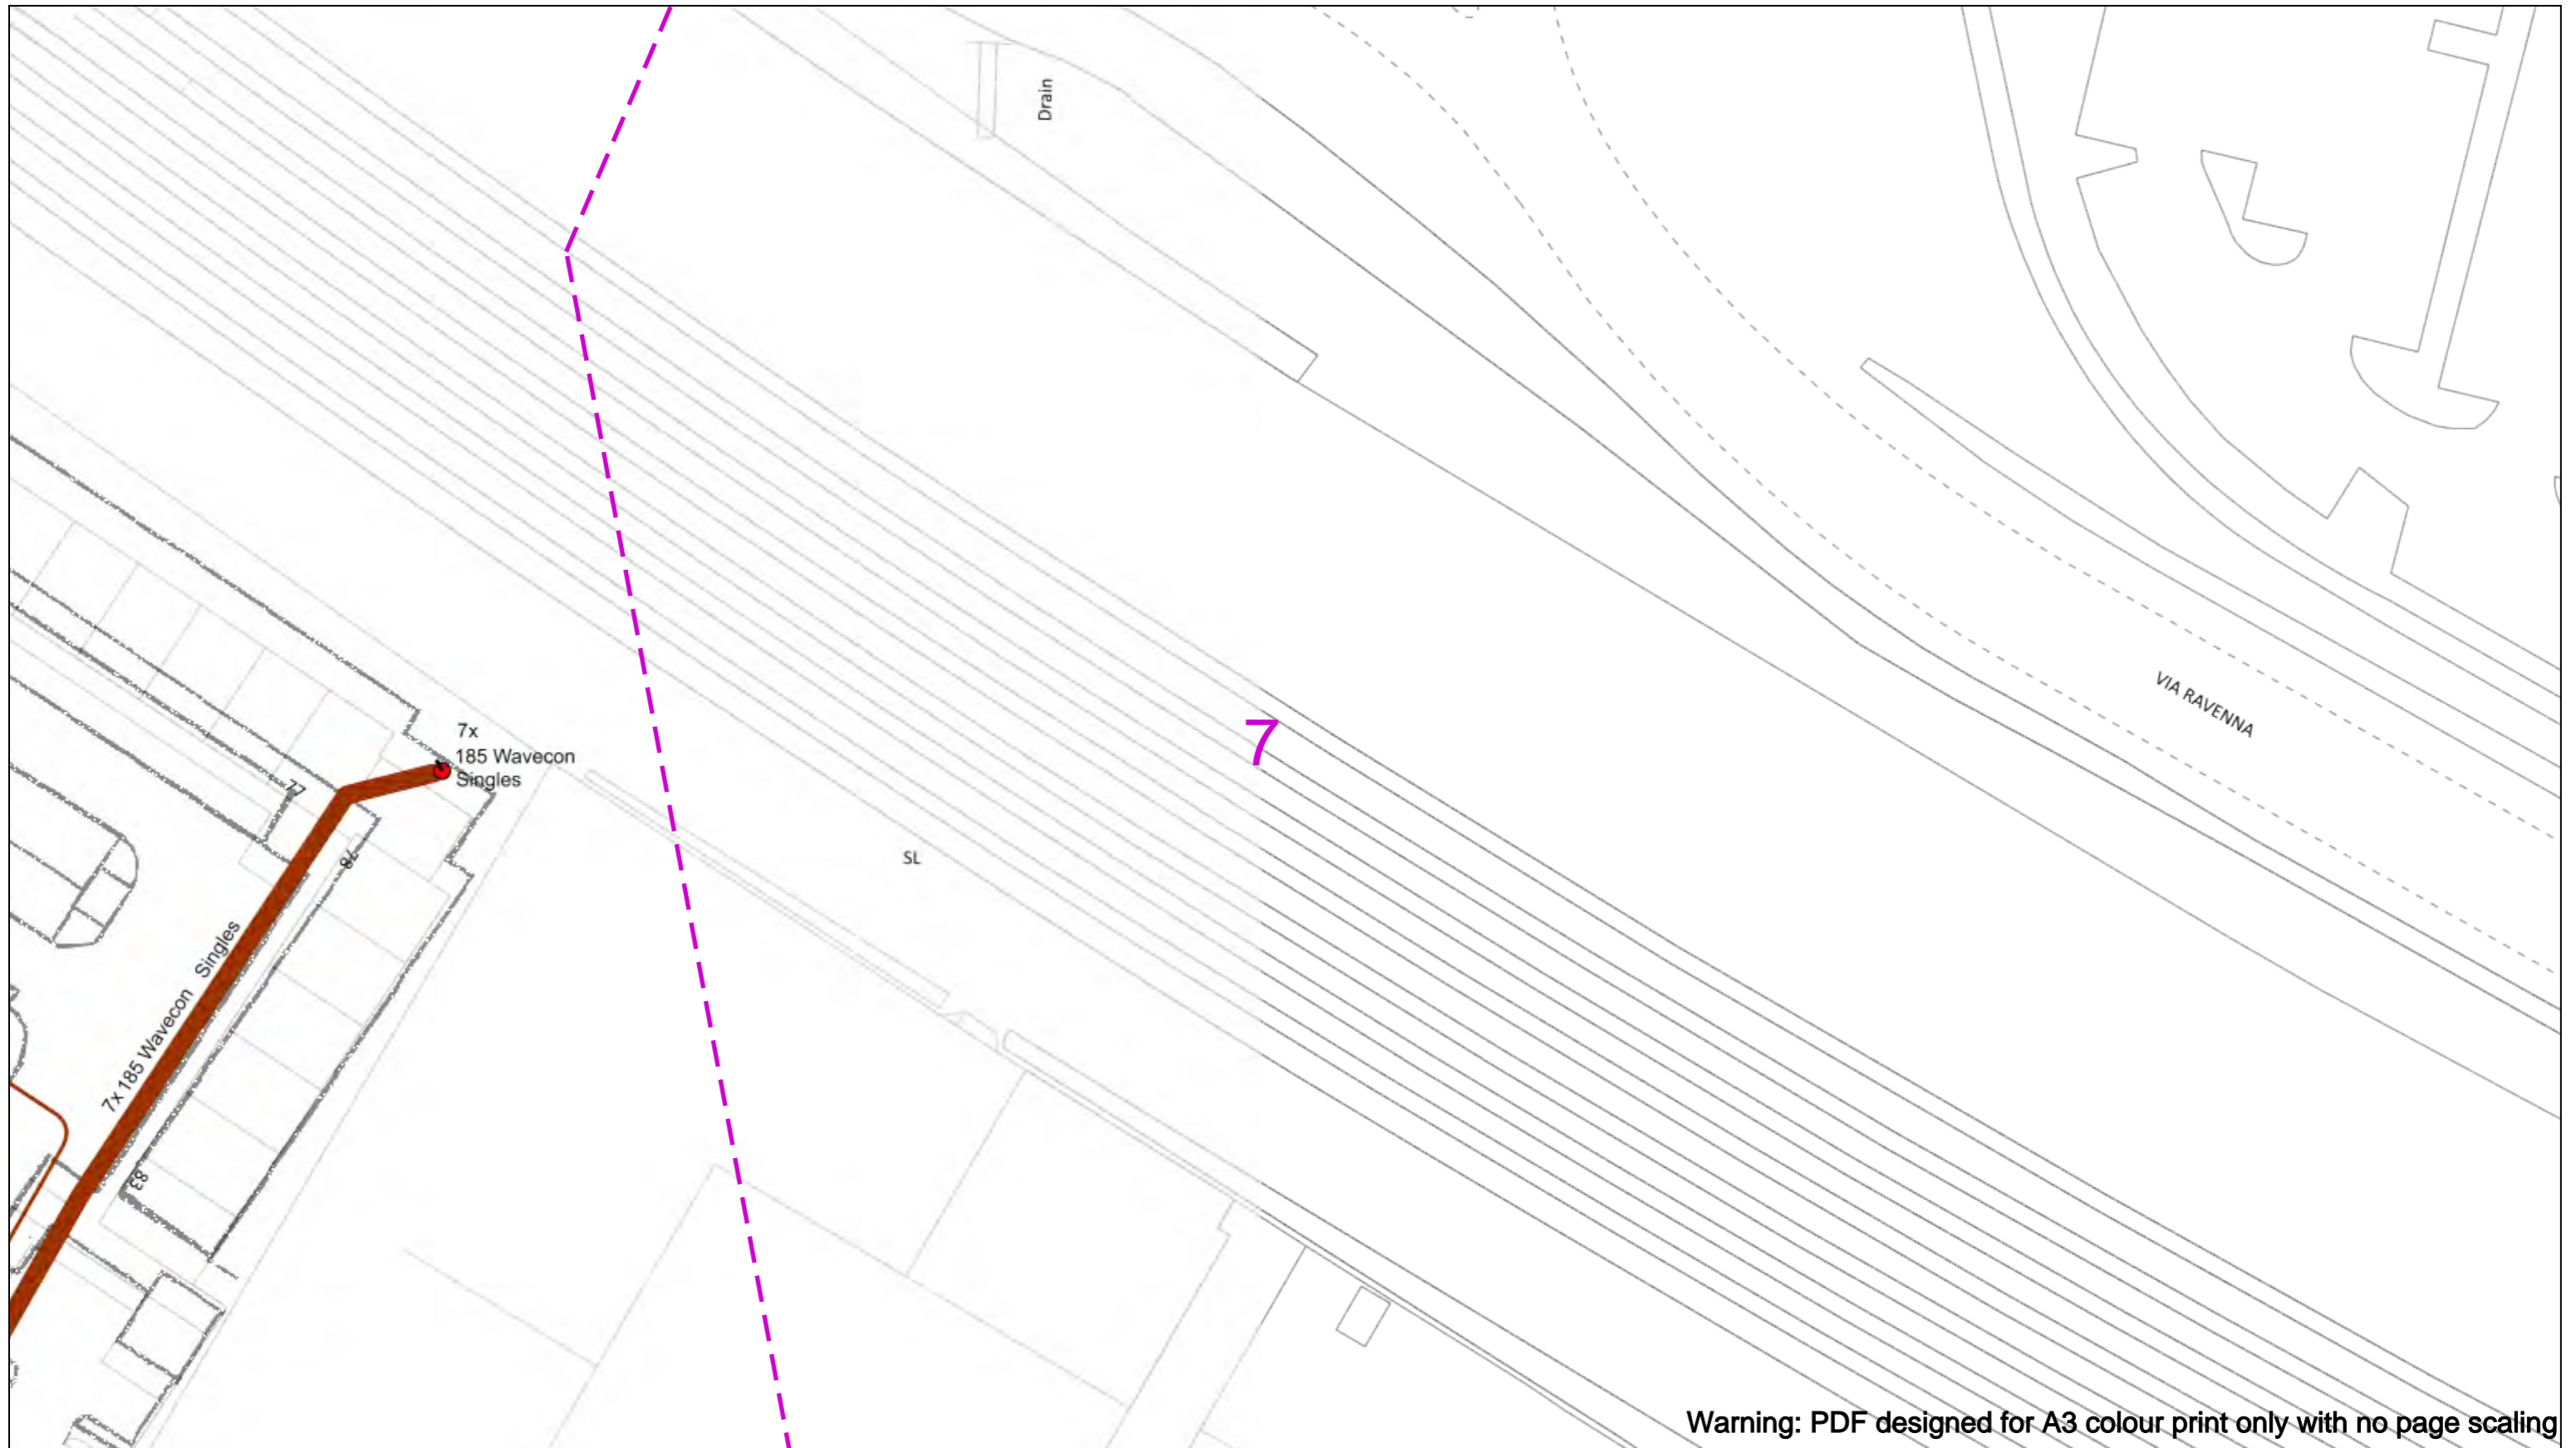 Drain
VIA RAVENNA
7
7x
185 Wavecon
Singles
77
78
SL
7x 185 Wavecon Singles
83
Warning: PDF designed for A3 colour print only with no page scaling